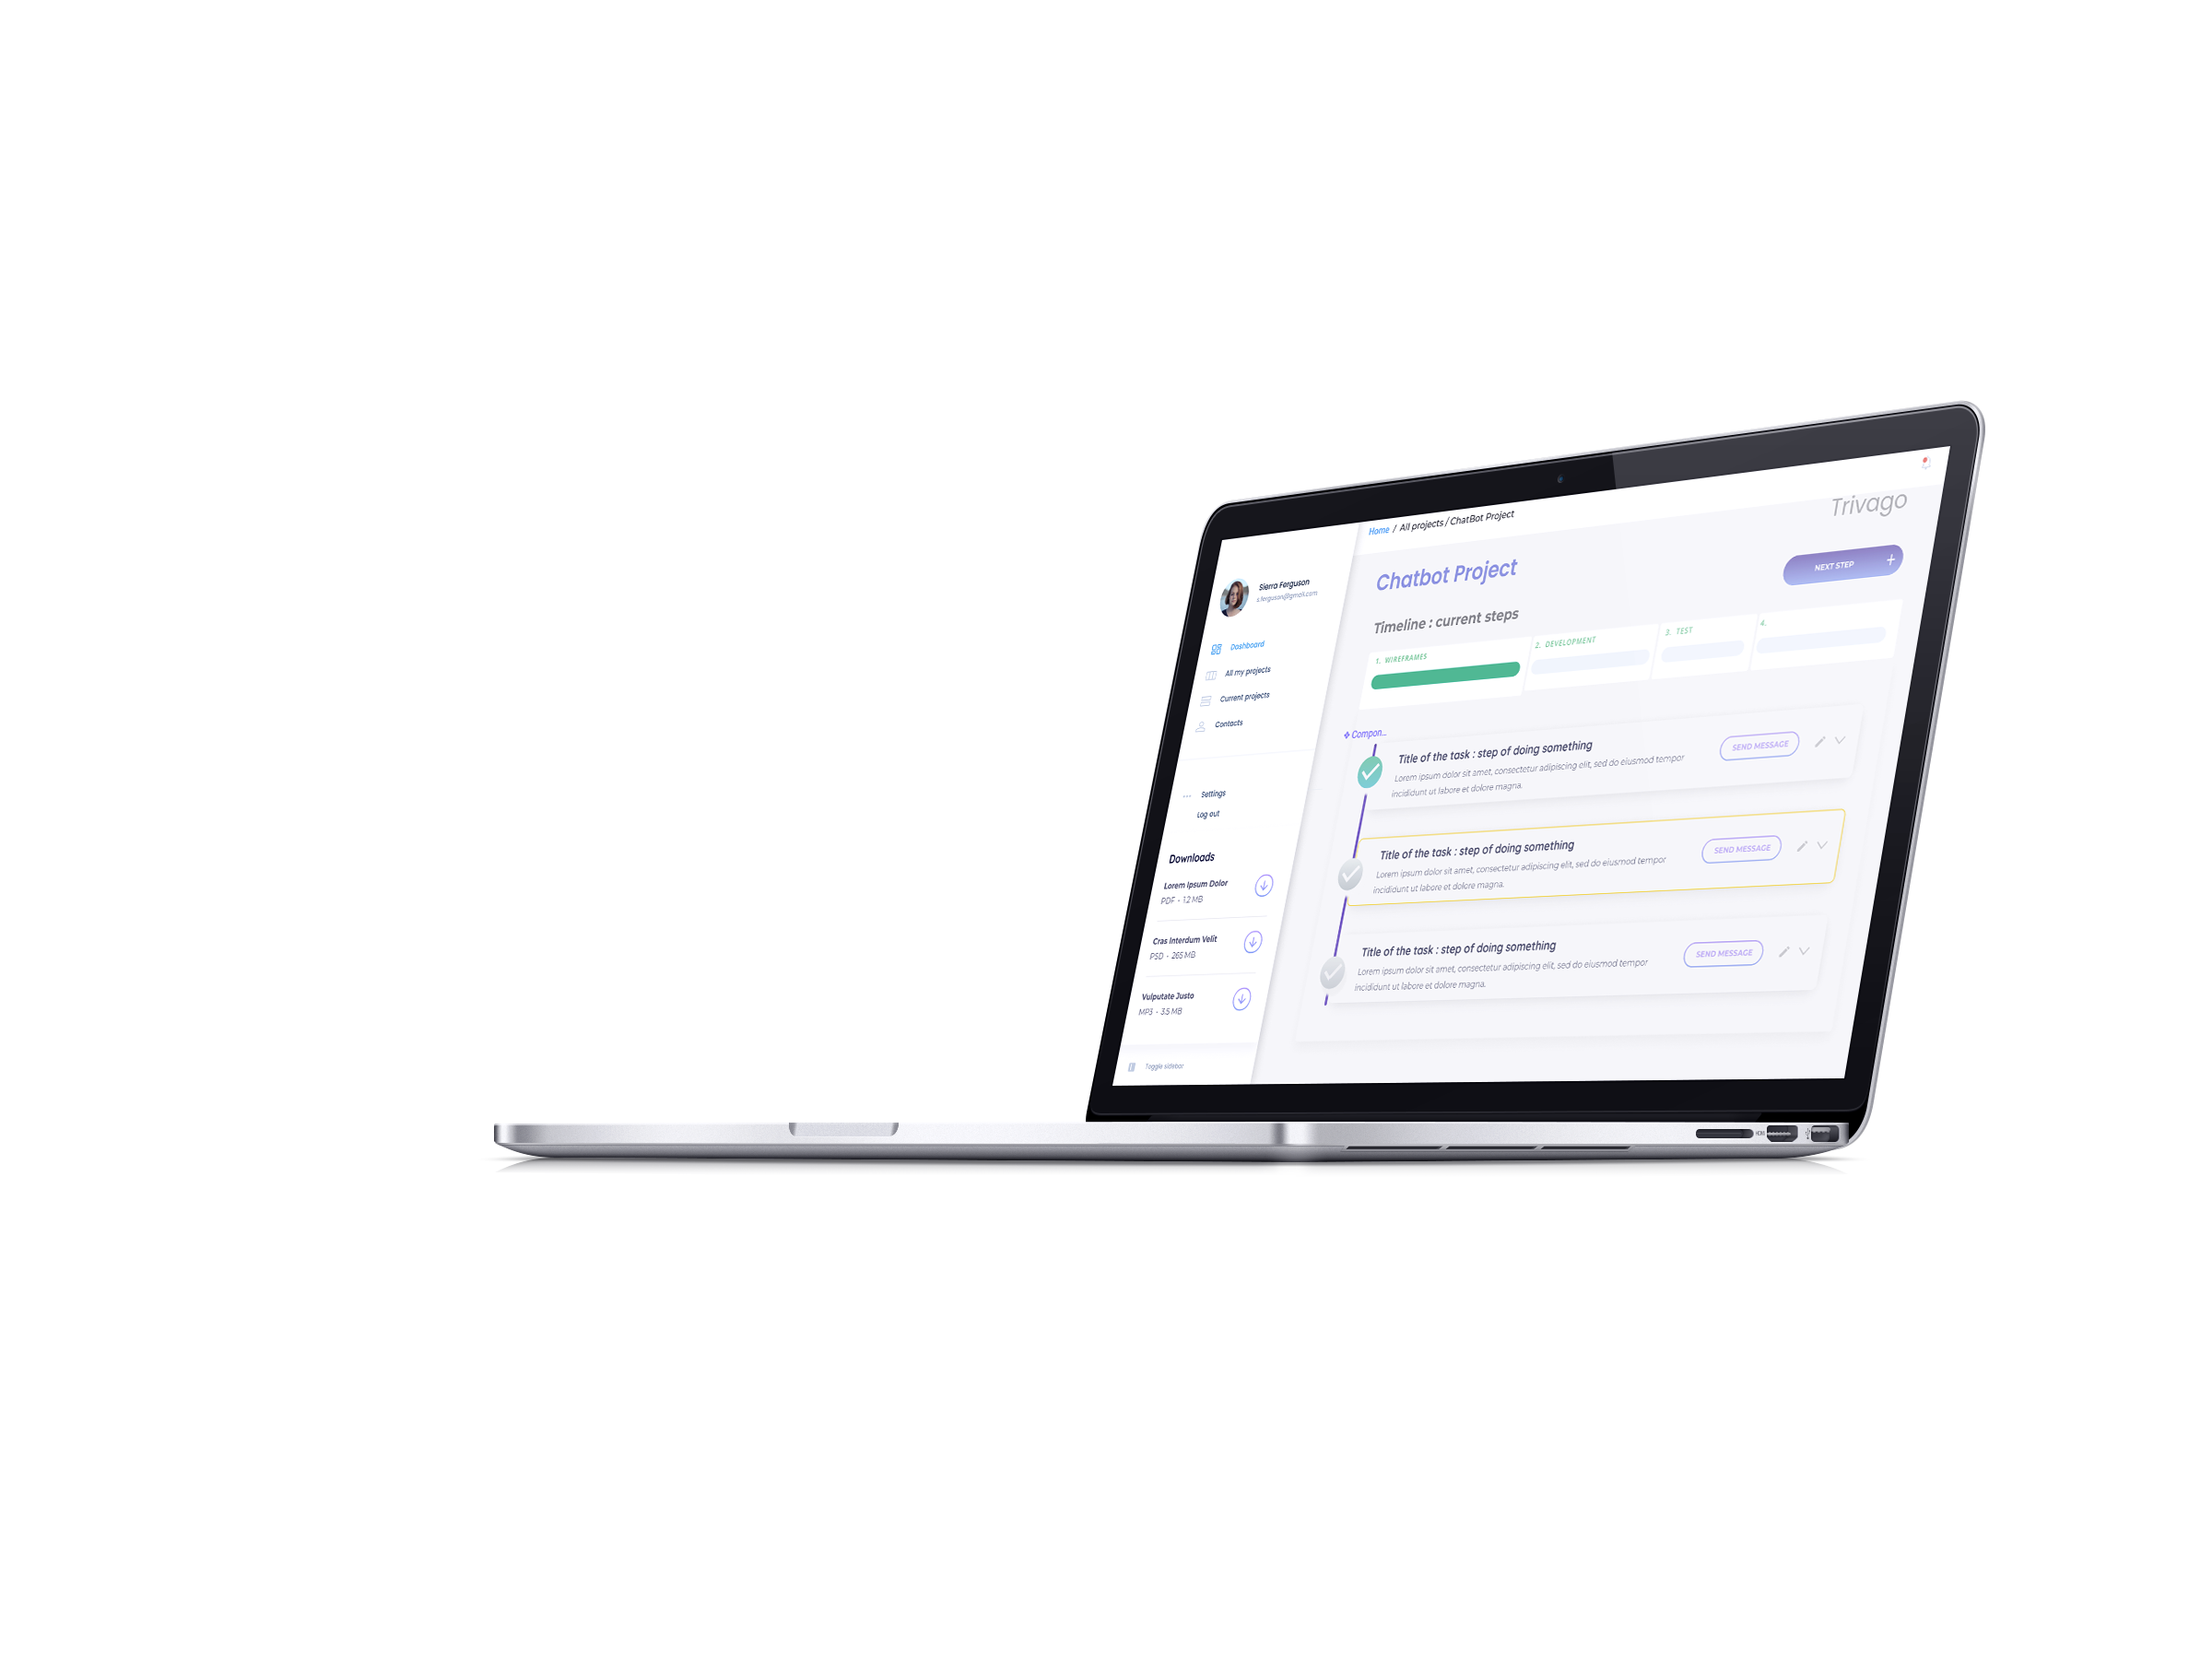 Home / All projects / ChatBot Project
Trivago
Sierra Ferguson
s.ferguson@gmail.com
Dashboard
All my projects
Current projects
Contacts
Settings
Log out
Downloads
Lorem Ipsum Dolor
PDF - 1.2 MB
Cras Interdum Velit
PSD - 265 MB
Vulputate Justo
MP3 - 3.5 MB
Toggle sidebar
Chatbot Project
NEXT STEP +
Timeline : current steps
1. WIREFRAMES
2. DEVELOPMENT
3. TEST
4.
Compon...
Title of the task : step of doing something
Lorem ipsum dolor sit amet, consectetur adipiscing elit, sed do eiusmod tempor
incididunt ut labore et dolore magna.
SEND MESSAGE
Title of the task : step of doing something
Lorem ipsum dolor sit amet, consectetur adipiscing elit, sed do eiusmod tempor
incididunt ut labore et dolore magna.
SEND MESSAGE
Title of the task : step of doing something
Lorem ipsum dolor sit amet, consectetur adipiscing elit, sed do eiusmod tempor
incididunt ut labore et dolore magna.
SEND MESSAGE
HDMI